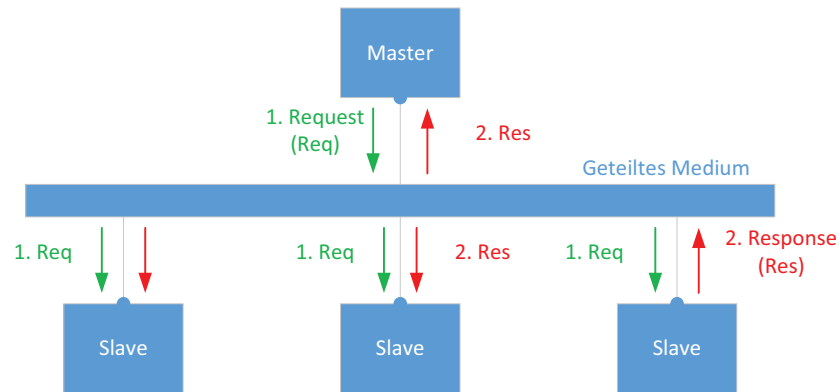 Master
1. Request
(Req)
2. Res
Geteiltes Medium
1. Req
1. Req
2. Res
1. Req
2. Response
(Res)
Slave
Slave
Slave